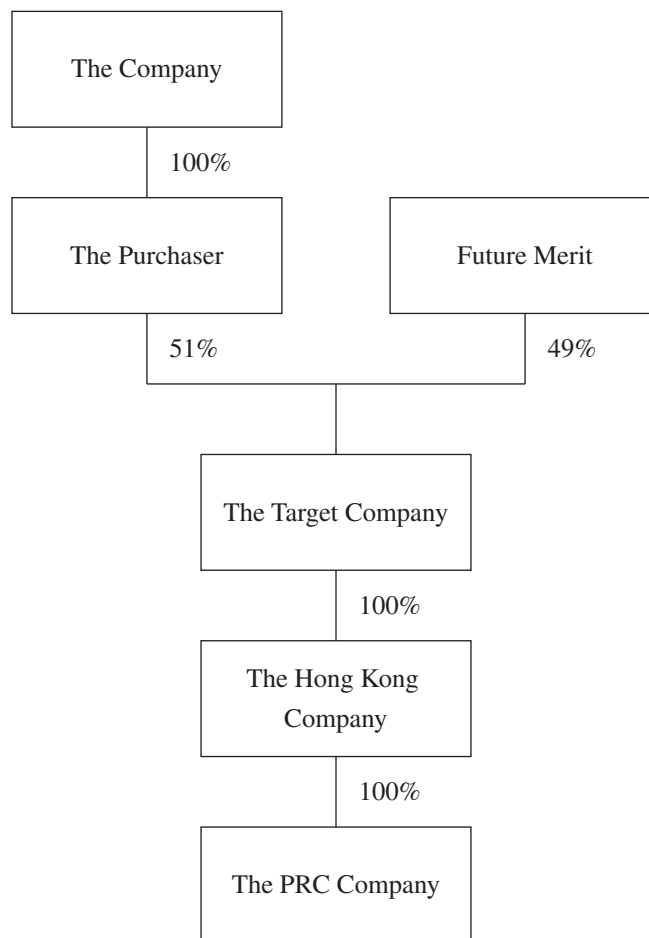 The Company
100%
The Purchaser
Future Merit
51%
49%
The Target Company
100%
The Hong Kong
Company
100%
The PRC Company